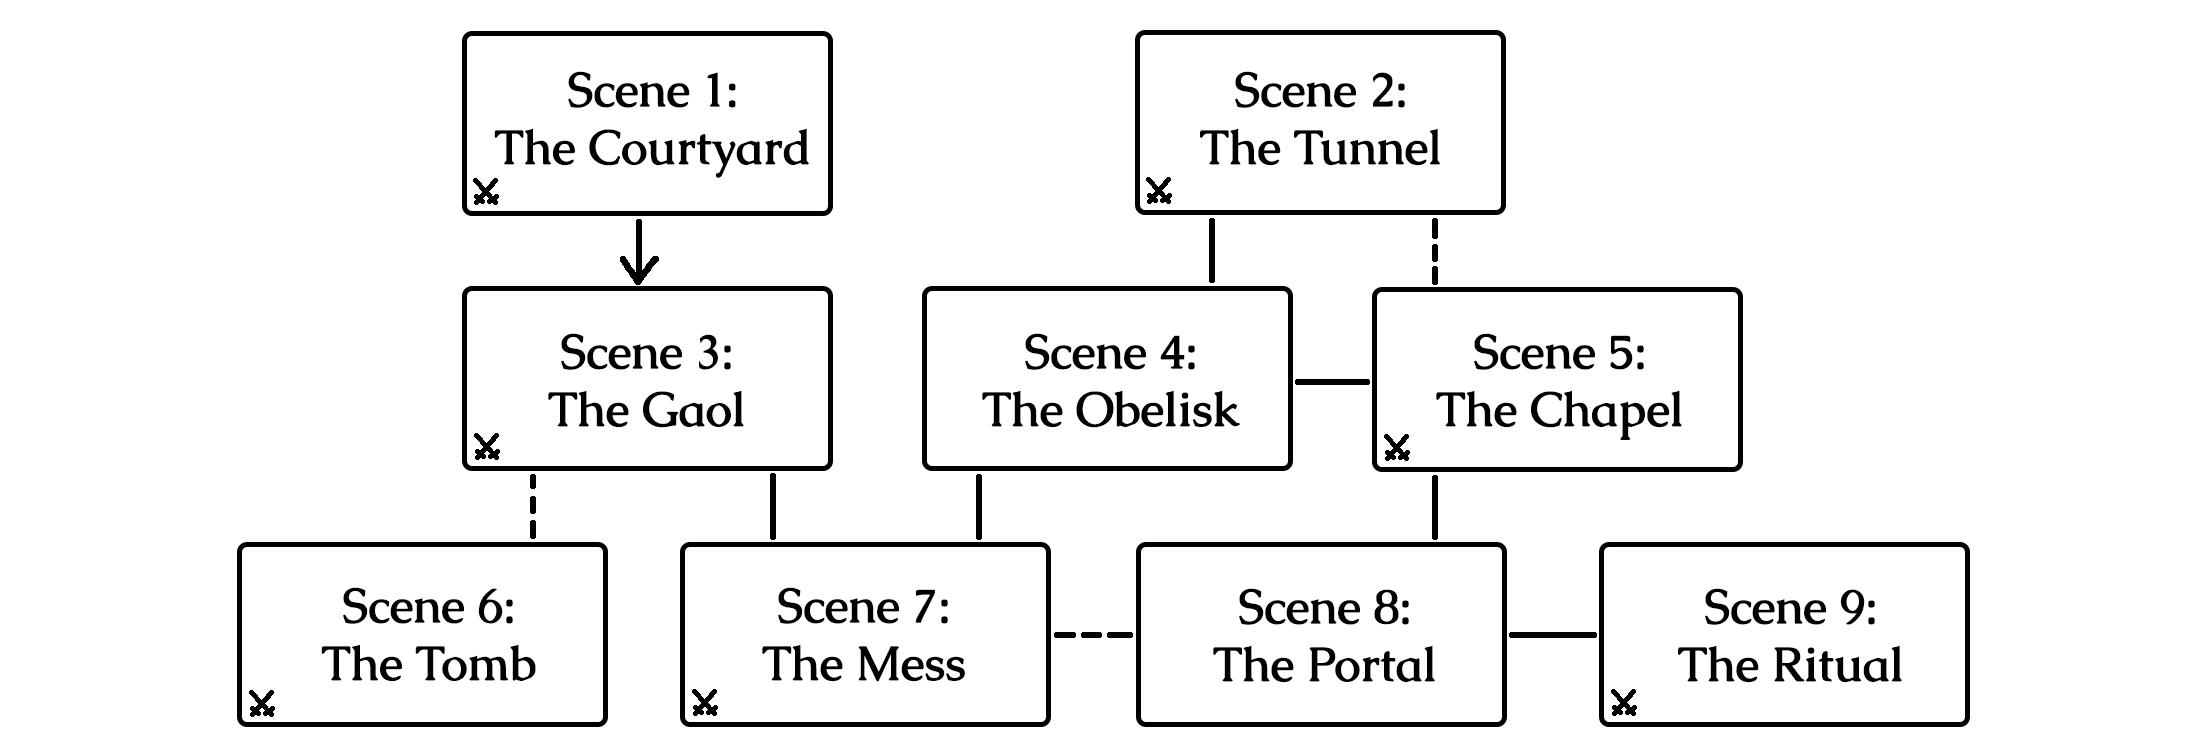 Scene 1:
The Courtyard
Scene 2:
The Tunnel
Scene 3:
The Gaol
Scene 4:
The Obelisk
Scene 5:
The Chapel
Scene 6:
The Tomb
Scene 7:
The Mess
Scene 8:
The Portal
Scene 9:
The Ritual